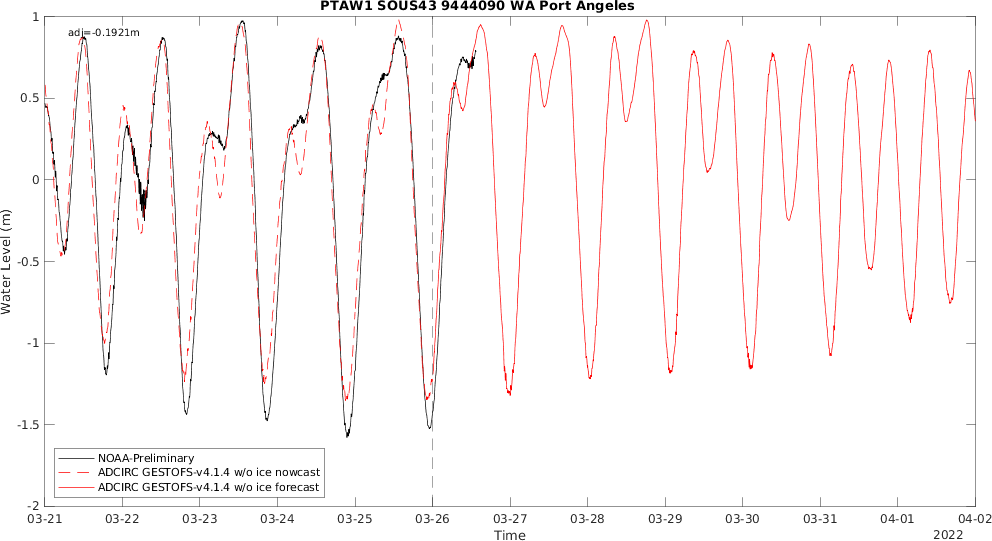 PTAW1 SOUS43 9444090 WA Port Angeles
adj=-0.1921m
1
0.5
0
-0.5
-1
-1.5
-2
Water Level (m)
NOAA-Preliminary
ADCIRC GESTOFS-v4.1.4 w/o ice nowcast
ADCIRC GESTOFS-v4.1.4 w/o ice forecast
03-21 03-22 03-23 03-24 03-25 03-26 03-27 03-28 03-29 03-30 03-31 04-01 04-02
Time
2022